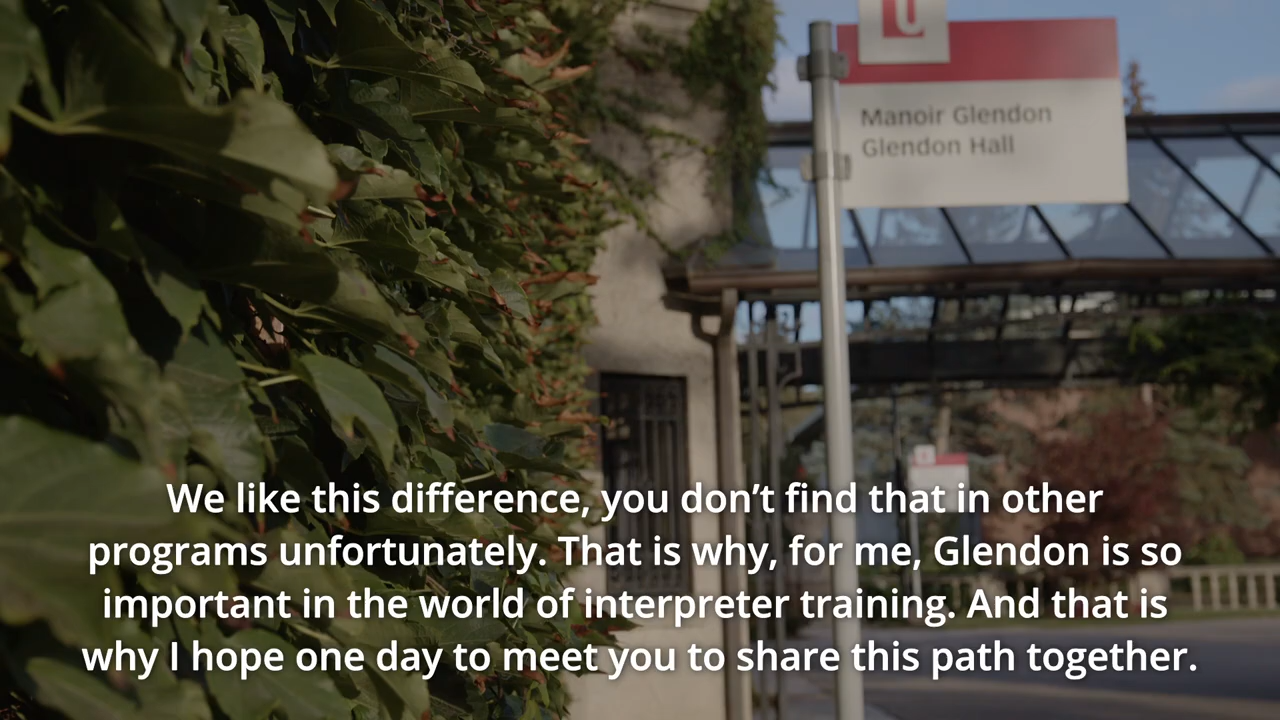 Manoir Glendon
Glendon Hall
We like this difference, you don’t find that in other
programs unfortunately. That is why, for me, Glendon is so
important in the world of interpreter training. And that is
why I hope one day to meet you to share this path together.